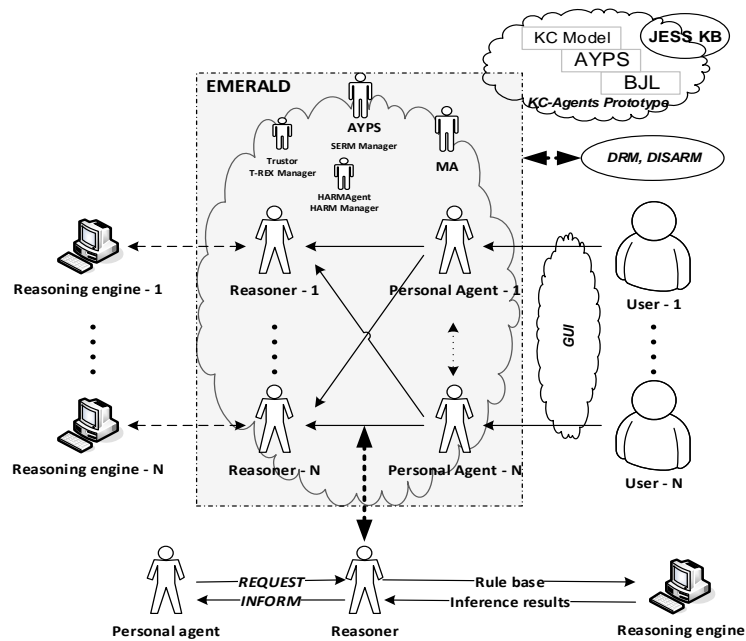 KC Model
JESS KB
AYPS
BJL
KC-Agents Prototype
EMERALD
AYPS
SERM Manager
Trustor
T-REX Manager
MA
HARMAgent
HARM Manager
DRM, DISARM
Reasoning engine - 1
Reasoner - 1
Personal Agent - 1
User - 1
GUI
Reasoning engine - N
Reasoner - N
Personal Agent - N
User - N
REQUEST
INFORM
Rule base
Inference results
Personal agent
Reasoner
Reasoning engine